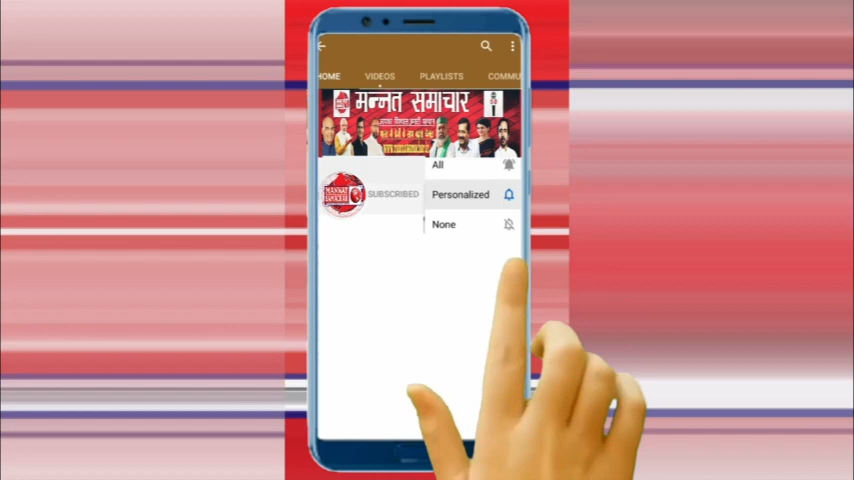 HOME VIDEOS PLAYLISTS COMMU
मन्नत समाचार
All
SUBSCRIBED
Personalized
None